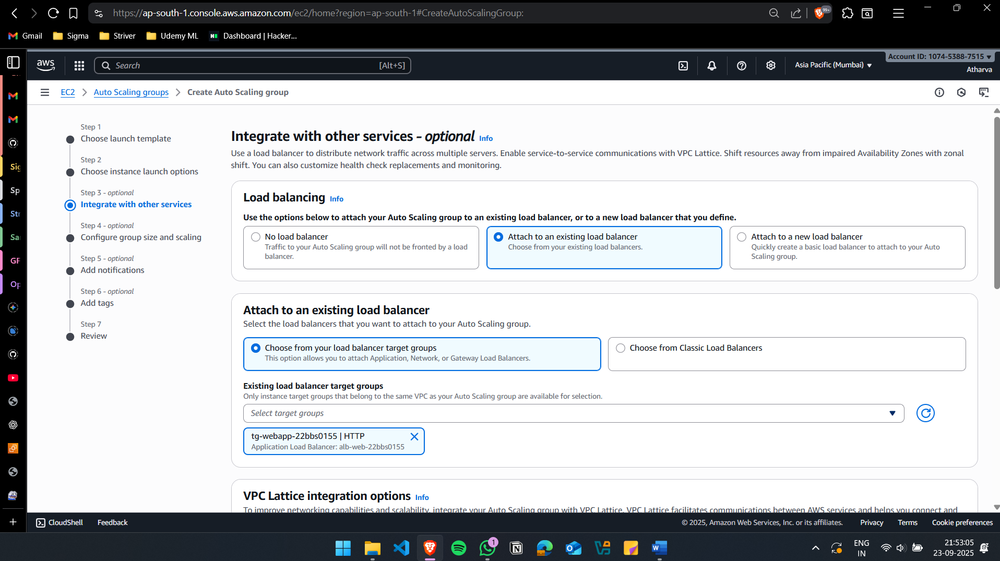 https://ap-south-1.console.aws.amazon.com/ec2/home?region=ap-south-1#CreateAutoScalingGroup:
99+
Gmail
Sigma
Striver
Udemy ML
Dashboard | Hacker...
aws
Search
[Alt+S]
Asia Pacific (Mumbai)
Account ID: 1074-5388-7515
Atharva
EC2
Auto Scaling groups
Create Auto Scaling group
Sig
Sp
Str
Sa
GF
Op
Step 1
Choose launch template
Step 2
Choose instance launch options
Step 3 - optional
Integrate with other services
Step 4 - optional
Configure group size and scaling
Step 5 - optional
Add notifications
Step 6 - optional
Add tags
Step 7
Review
Integrate with other services - optional Info
Use a load balancer to distribute network traffic across multiple servers. Enable service-to-service communications with VPC Lattice. Shift resources away from impaired Availability Zones with zonal
shift. You can also customize health check replacements and monitoring.
Load balancing Info
Use the options below to attach your Auto Scaling group to an existing load balancer, or to a new load balancer that you define.
No load balancer
Traffic to your Auto Scaling group will not be fronted by a load
balancer.
Attach to an existing load balancer
Choose from your existing load balancers.
Attach to a new load balancer
Quickly create a basic load balancer to attach to your Auto
Scaling group.
Attach to an existing load balancer
Select the load balancers that you want to attach to your Auto Scaling group.
Choose from your load balancer target groups
This option allows you to attach Application, Network, or Gateway Load Balancers.
Choose from Classic Load Balancers
Existing load balancer target groups
Only instance target groups that belong to the same VPC as your Auto Scaling group are available for selection.
Select target groups
tg-webapp-22bbs0155 | HTTP
Application Load Balancer: alb-web-22bbs0155
VPC Lattice integration options Info
To improve networking capabilities and scalability, integrate your Auto Scaling group with VPC Lattice. VPC Lattice facilitates communications between AWS services and helps you connect and
CloudShell
Feedback
© 2025, Amazon Web Services, Inc. or its affiliates.
Privacy
Terms
Cookie preferences
1
ENG
IN
21:53:05
23-09-2025